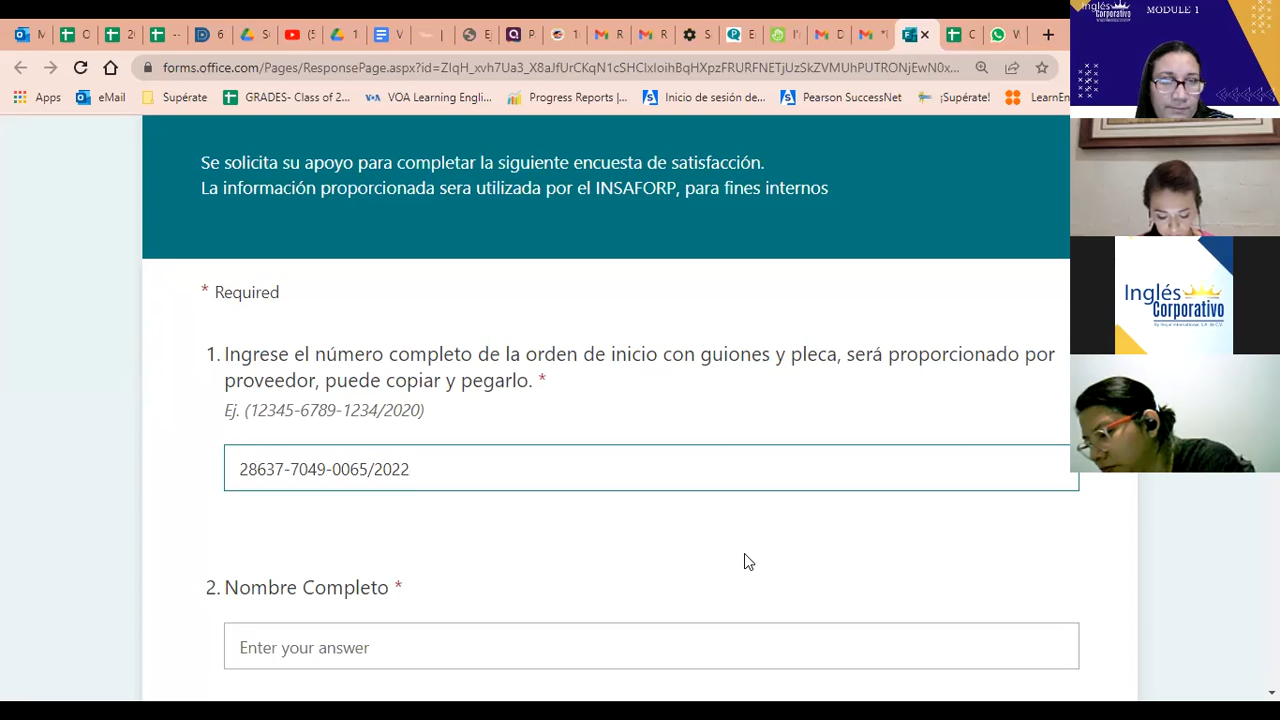 forms.office.com/Pages/ResponsePage.aspx?id=ZIqH_xvh7Ua3_X8aJfUrCKqN1cSHCIxIoihBqHXpzFRURFNETjUzSkZVMUhPUTRONjEwN0x...
Apps
eMail
Supérate
GRADES- Class of 2...
VOA Learning Engli...
Progress Reports |...
Inicio de sesión de...
Pearson SuccessNet
¡Supérate!
LearnEn
Se solicita su apoyo para completar la siguiente encuesta de satisfacción.
La información proporcionada sera utilizada por el INSAFORP, para fines internos
* Required
1. Ingrese el número completo de la orden de inicio con guiones y pleca, será proporcionado por
proveedor, puede copiar y pegarlo. *
Ej. (12345-6789-1234/2020)
28637-7049-0065/2022
2. Nombre Completo *
Enter your answer
Inglés
Corporativo
MODULE 1
Inglés
Corporativo